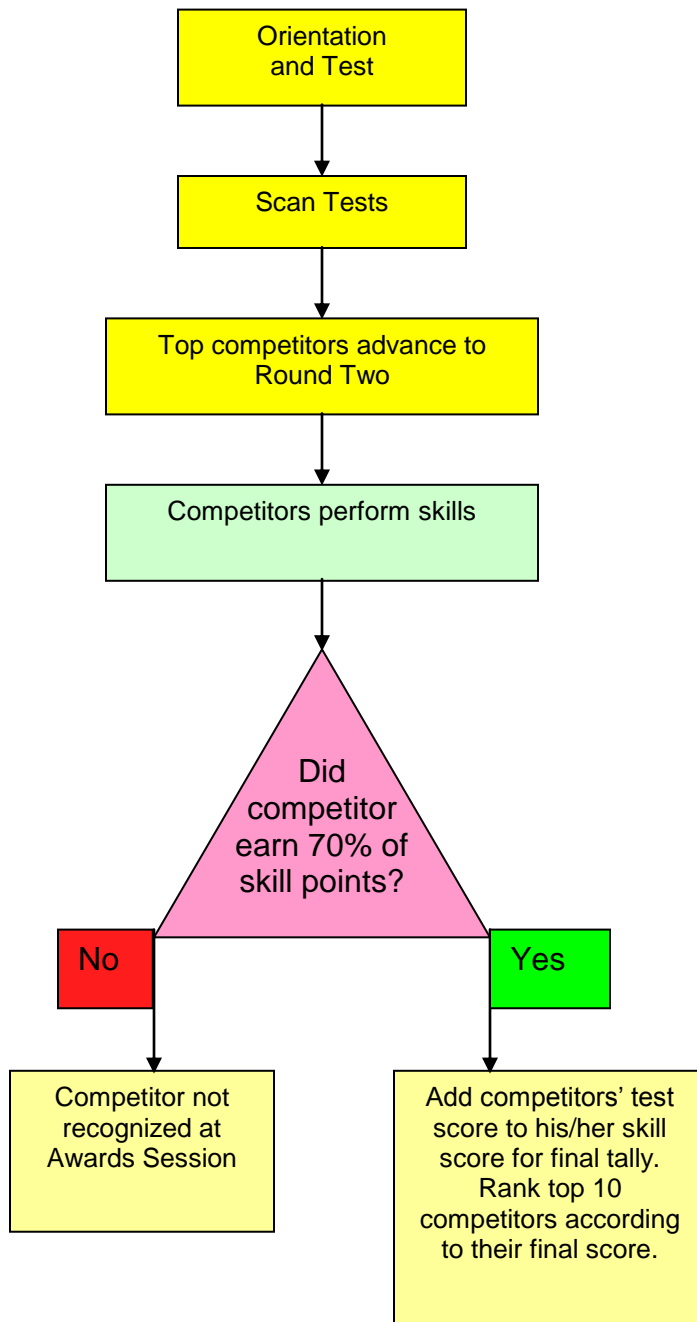 Orientation
and Test
Scan Tests
Top competitors advance to
Round Two
Competitors perform skills
Did
competitor
earn 70% of
skill points?
No
Yes
Competitor not
recognized at
Awards Session
Add competitors’ test
score to his/her skill
score for final tally.
Rank top 10
competitors according
to their final score.